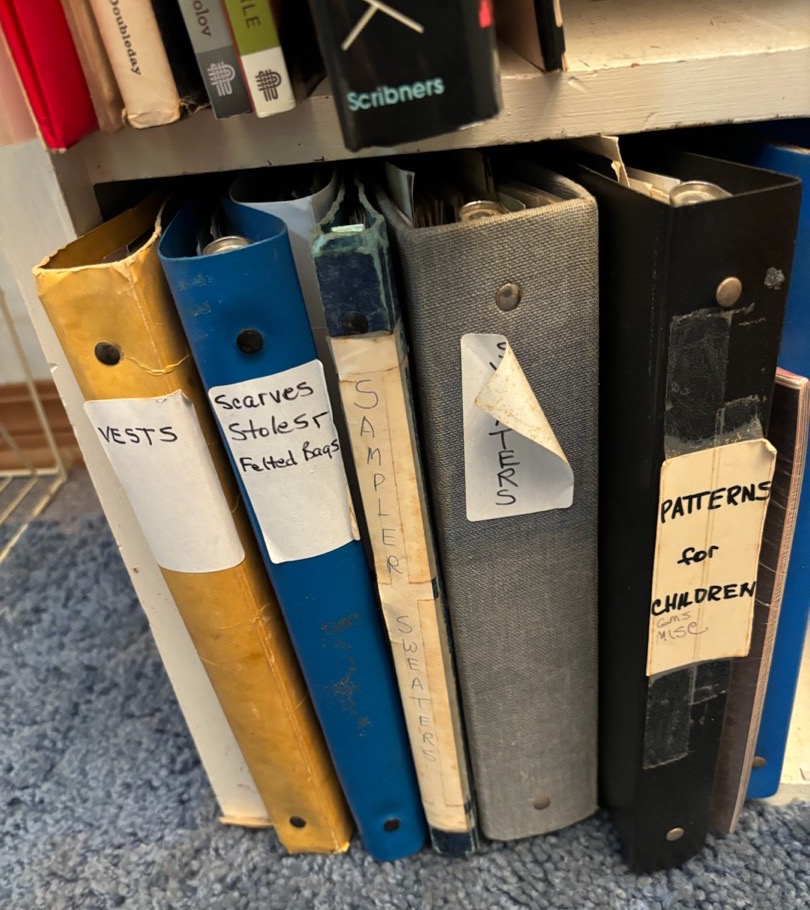 Doubleday
olov
LE
Scribners
VESTS
Scarves
Stoles
Felted Bags
SAMPLER
SWEATERS
TERS
PATTERNS
for
CHILDREN
MISC